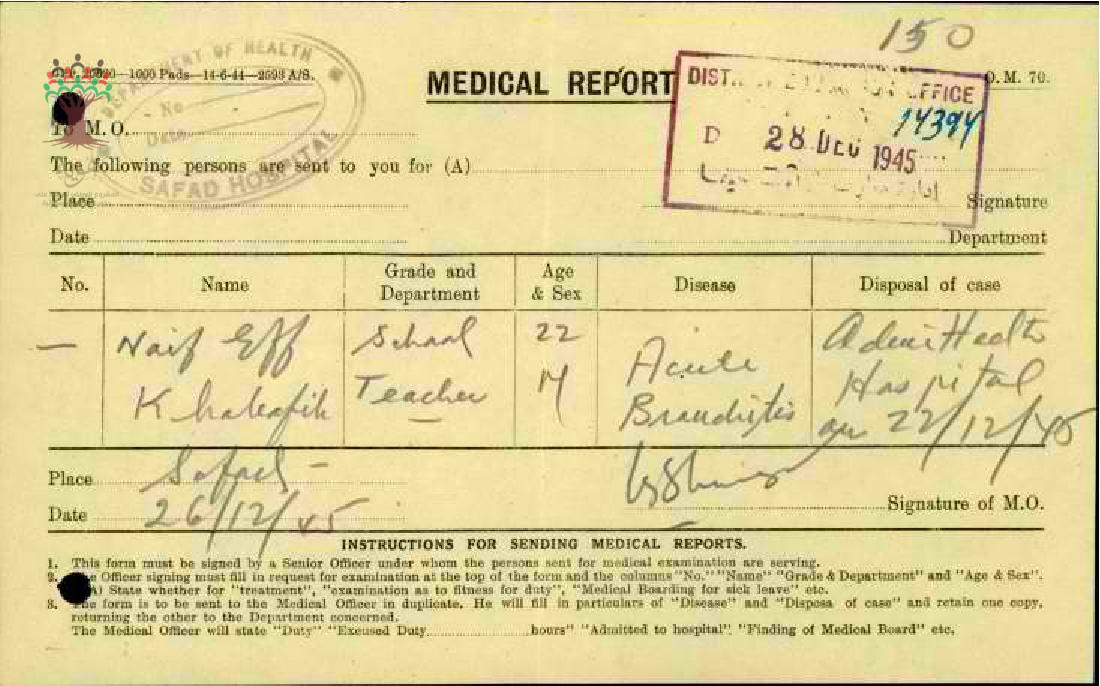 150
DEPARTMENT OF HEALTH
No
Date
SAFAD HOSPITAL
20620—1000 Pads—14-6-44—2598 A/S.
MEDICAL REPORT
O.M. 70.
DIST. OFFICE
14394
D 28 DEC 1945
To M.O.
The following persons are sent to you for (A)
Place
Signature
Date
Department
No.
Name
Grade and Department
Age & Sex
Disease
Disposal of case
—
Naif Eff
School
22
Acute
Khalafih
Teacher
M
Hospital
on 22/12/45
Place Safad -
Date 26/12/45
Signature of M.O.
INSTRUCTIONS FOR SENDING MEDICAL REPORTS.
1. This form must be signed by a Senior Officer under whom the persons sent for medical examination are serving.
2. Officer signing must fill in request for examination at the top of the form and the columns "No." "Name" "Grade & Department" and "Age & Sex".
A) State whether for "treatment", "examination as to fitness for duty", "Medical Boarding for sick leave" etc.
3. The form is to be sent to the Medical Officer in duplicate. He will fill in particulars of "Disease" and "Disposa of case" and retain one copy,
returning the other to the Department concerned.
The Medical Officer will state "Duty" "Excused Duty hours" "Admitted to hospital" "Finding of Medical Board" etc.